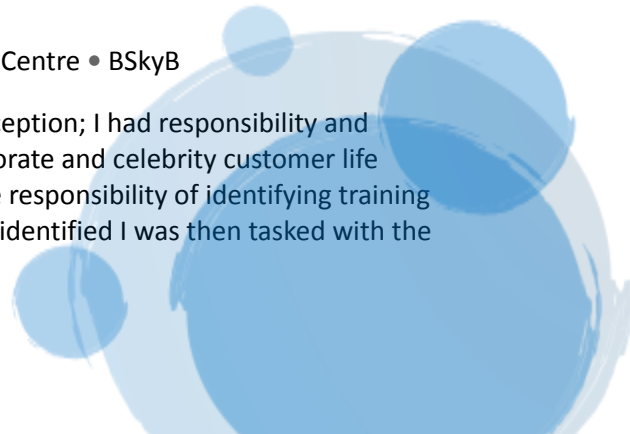 Centre • BSkyB
ception; I had responsibility and
orate and celebrity customer life
e responsibility of identifying training
identified I was then tasked with the